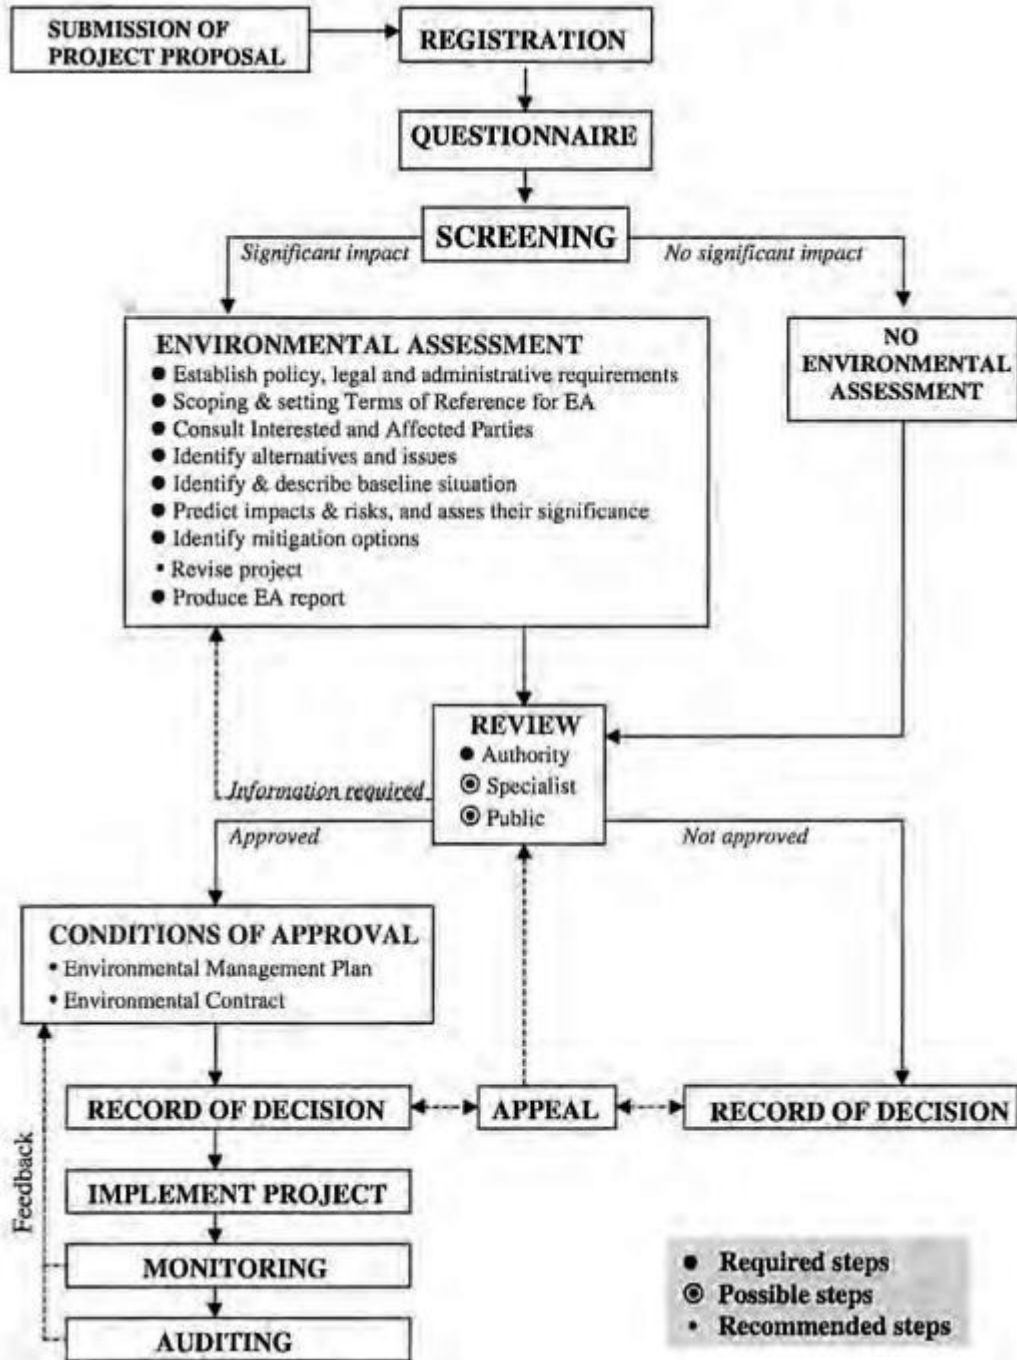 SUBMISSION OF
PROJECT PROPOSAL
REGISTRATION
QUESTIONNAIRE
SCREENING
Significant impact
No significant impact
ENVIRONMENTAL ASSESSMENT
● Establish policy, legal and administrative requirements
● Scoping & setting Terms of Reference for EA
● Consult Interested and Affected Parties
● Identify alternatives and issues
● Identify & describe baseline situation
● Predict impacts & risks, and asses their significance
● Identify mitigation options
• Revise project
● Produce EA report
NO
ENVIRONMENTAL
ASSESSMENT
REVIEW
● Authority
◉ Specialist
◉ Public
Information required
Approved
Not approved
CONDITIONS OF APPROVAL
• Environmental Management Plan
• Environmental Contract
RECORD OF DECISION
APPEAL
RECORD OF DECISION
Feedback
IMPLEMENT PROJECT
MONITORING
AUDITING
● Required steps
◉ Possible steps
• Recommended steps